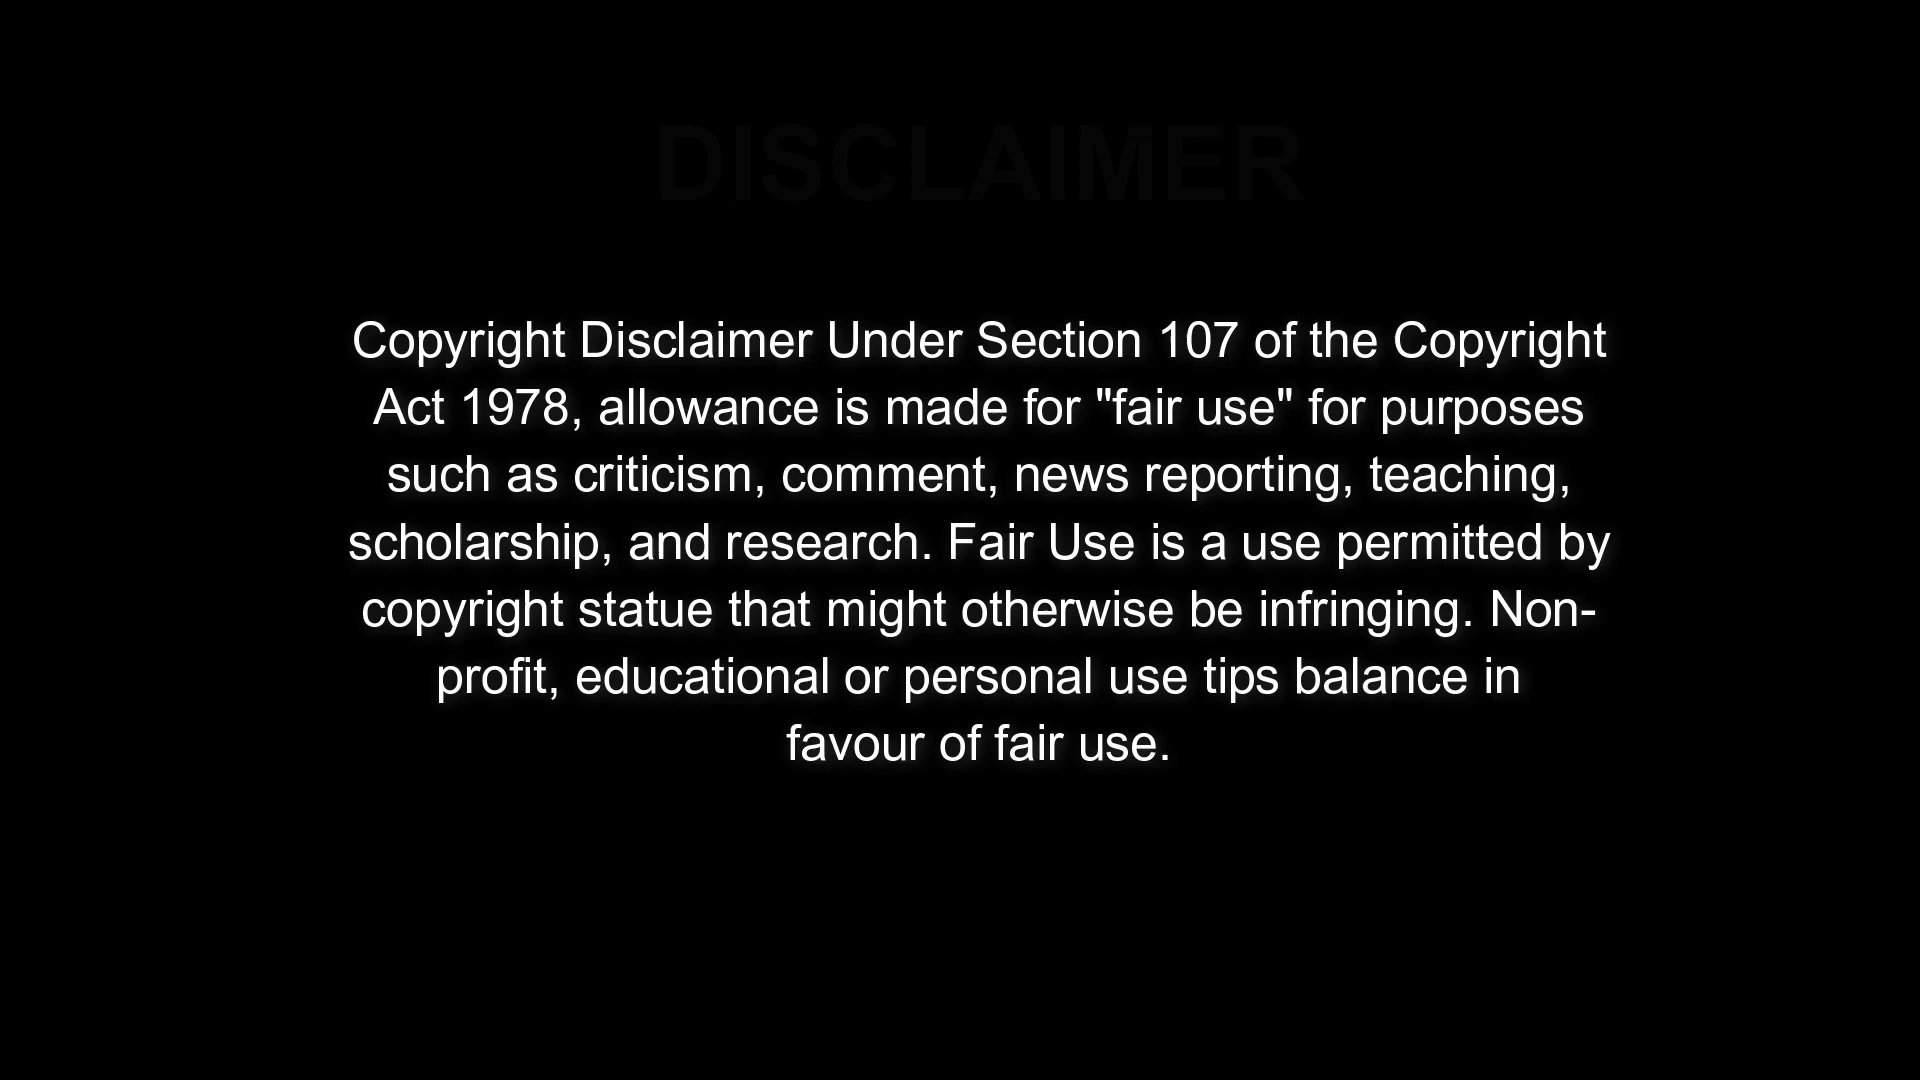 DISCLAIMER
Copyright Disclaimer Under Section 107 of the Copyright
Act 1978, allowance is made for "fair use" for purposes
such as criticism, comment, news reporting, teaching,
scholarship, and research. Fair Use is a use permitted by
copyright statue that might otherwise be infringing. Non-
profit, educational or personal use tips balance in
favour of fair use.